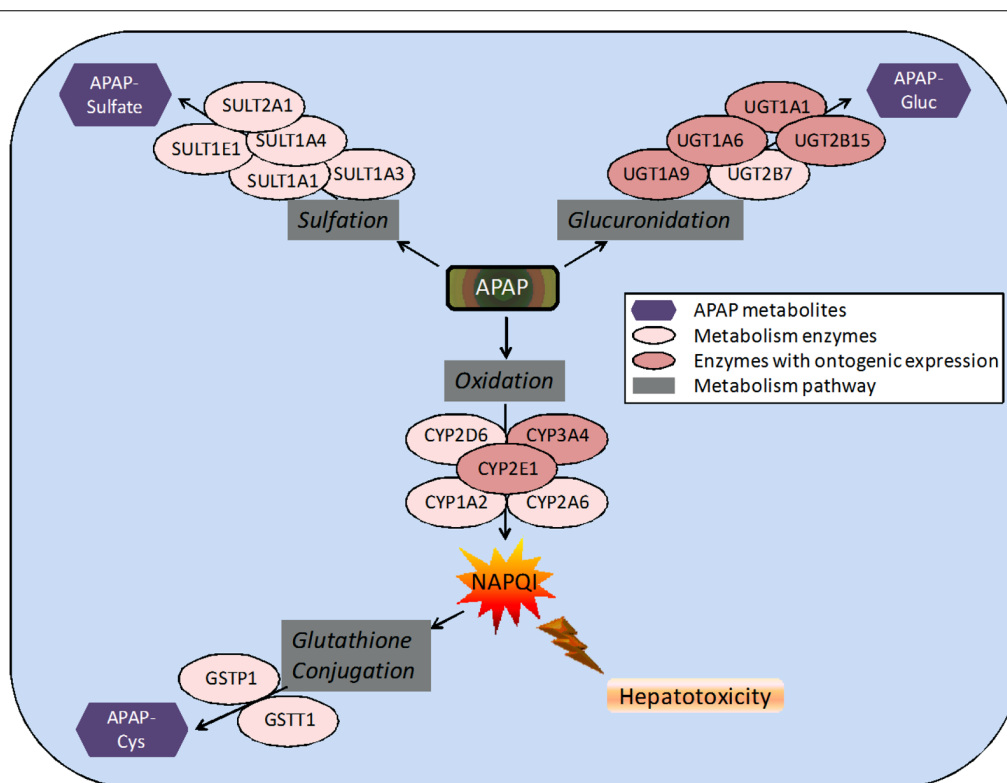 APAP-
Sulfate
SULT2A1
SULT1E1
SULT1A4
SULT1A1
SULT1A3
Sulfation
APAP-
Gluc
UGT1A1
UGT1A6
UGT2B15
UGT1A9
UGT2B7
Glucuronidation
APAP
APAP metabolites
Metabolism enzymes
Enzymes with ontogenic expression
Metabolism pathway
Oxidation
CYP2D6
CYP3A4
CYP2E1
CYP1A2
CYP2A6
NAPQI
Glutathione
Conjugation
GSTP1
GSTT1
APAP-
Cys
Hepatotoxicity